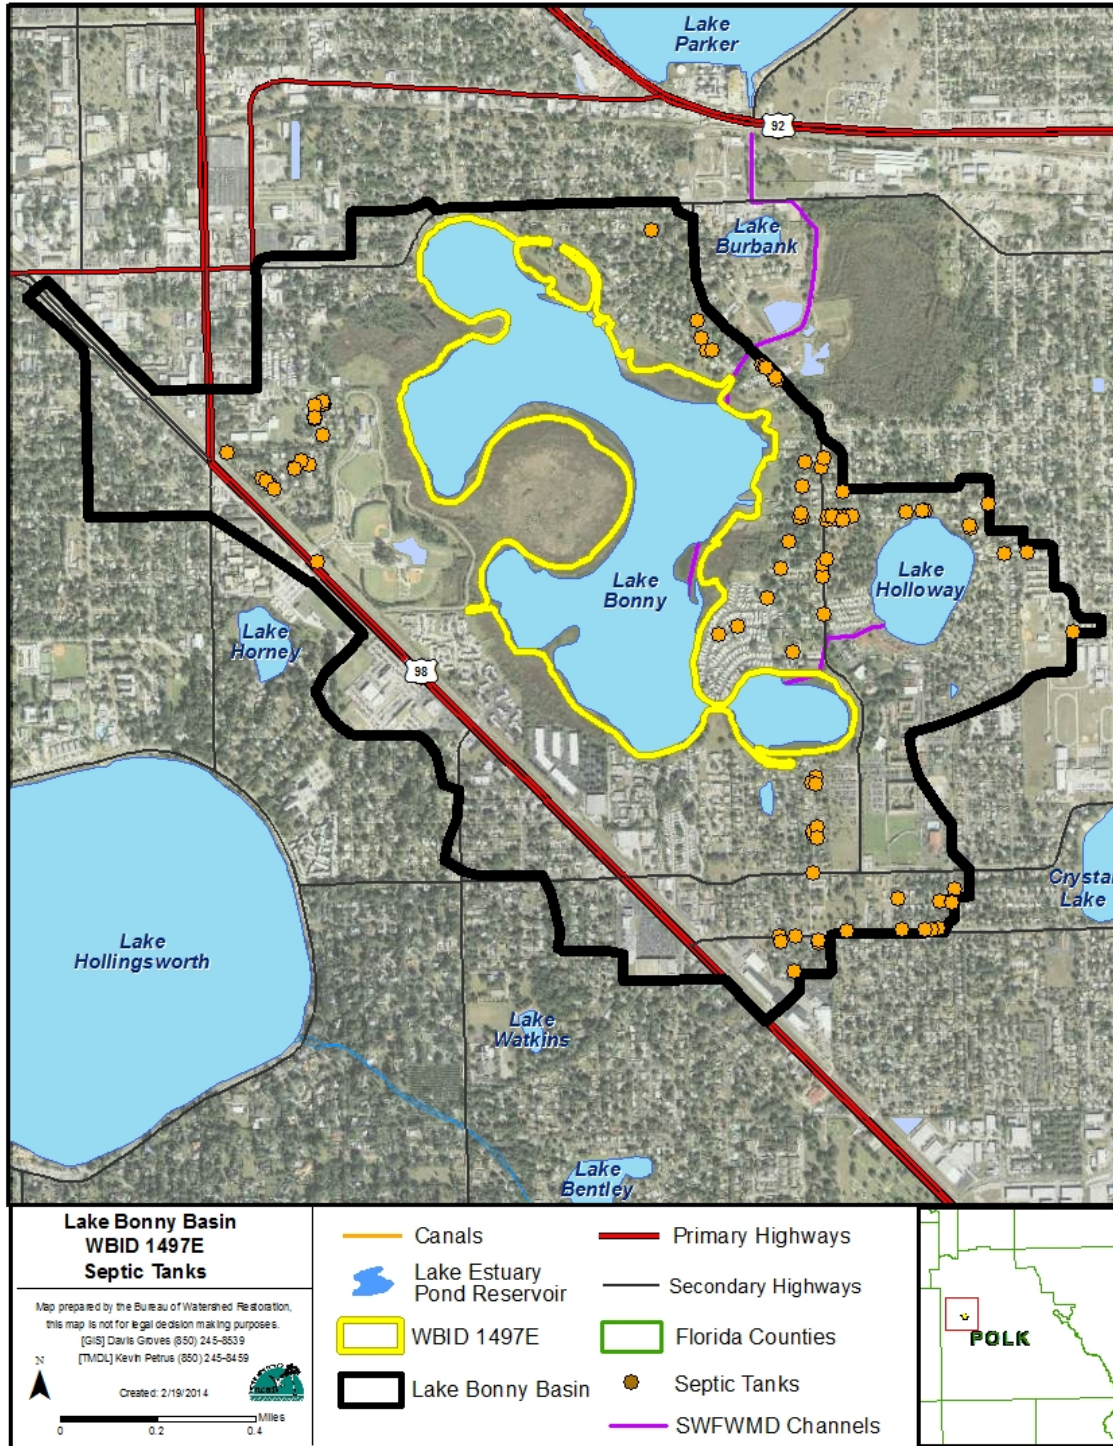 Lake
Parker
92
Lake
Burbank
Lake
Holloway
Lake
Bonny
Lake
Horney
98
Crystal
Lake
Lake
Hollingsworth
Lake
Watkins
Lake
Bentley
Lake Bonny Basin
WBID 1497E
Septic Tanks
Map prepared by the Bureau of Watershed Restoration,
this map is not for legal decision making purposes.
[GIS] Davis Groves (850) 245-8539
[TMDL] Kevin Petrus (850) 245-8459
N
Created: 2/19/2014
Miles
0 0.2 0.4
Canals
Lake Estuary
Pond Reservoir
WBID 1497E
Lake Bonny Basin
Primary Highways
Secondary Highways
Florida Counties
Septic Tanks
SWFWMD Channels
POLK